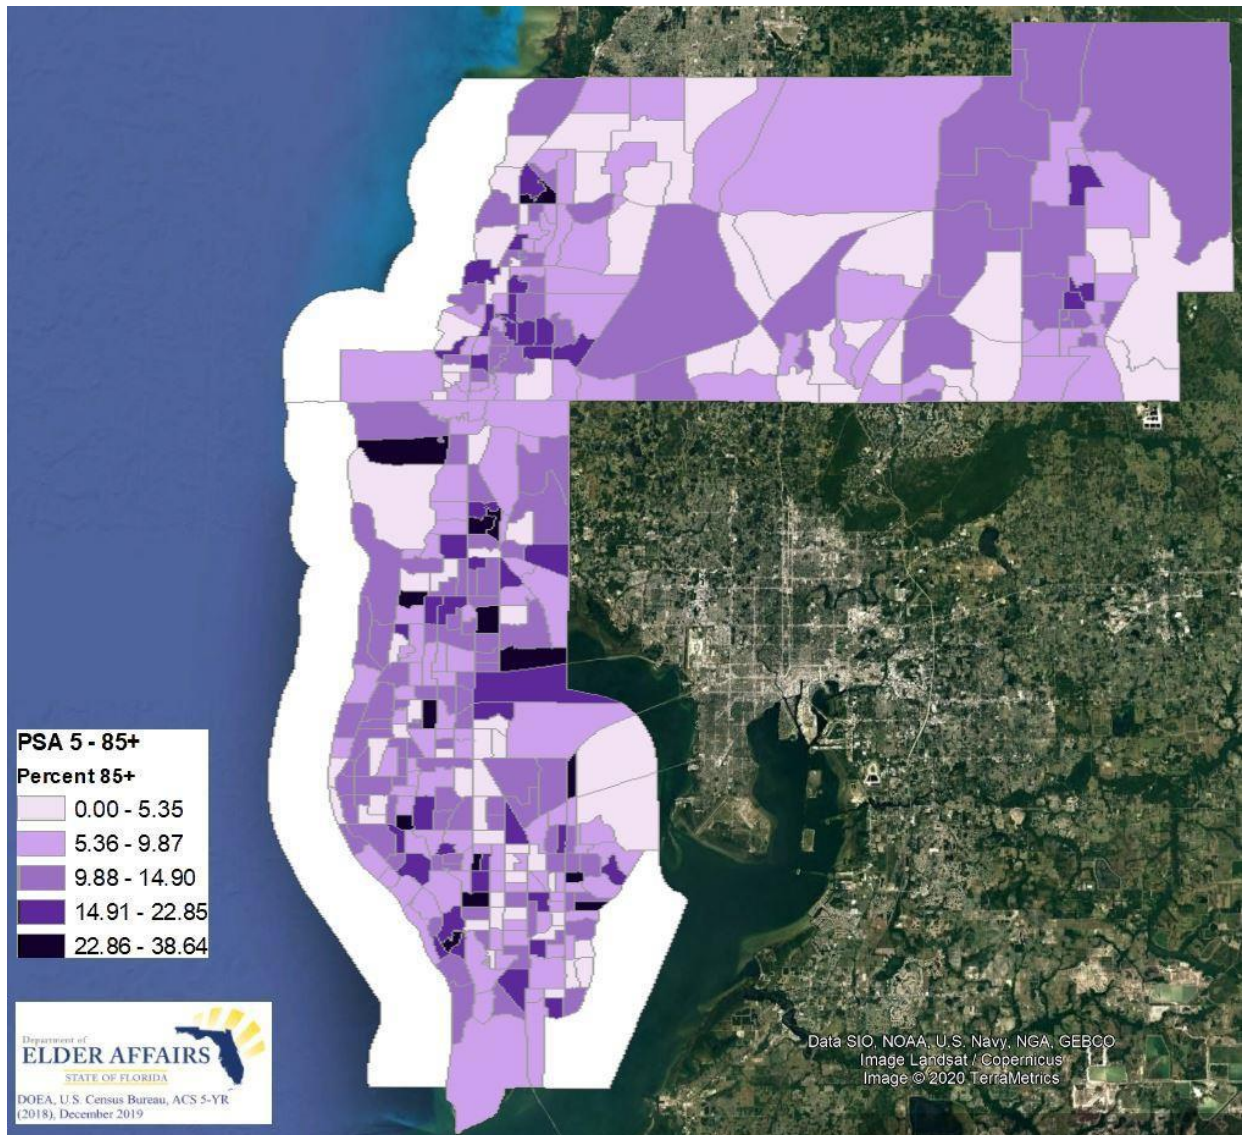 PSA 5 - 85+
Percent 85+
0.00 - 5.35
5.36 - 9.87
9.88 - 14.90
14.91 - 22.85
22.86 - 38.64
Department of
ELDER AFFAIRS
STATE OF FLORIDA
DOEA, U.S. Census Bureau, ACS 5-YR
(2018), December 2019
Data SIO, NOAA, U.S. Navy, NGA, GEBCO
Image Landsat / Copernicus
Image © 2020 TerraMetrics